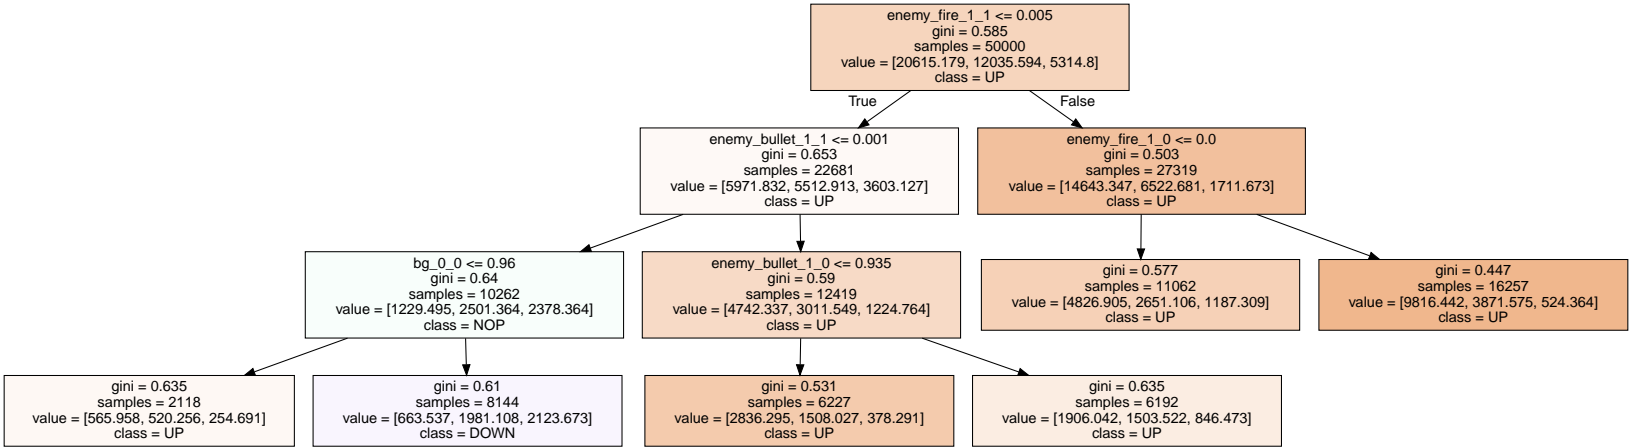 enemy_fire_1_1 <= 0.005
gini = 0.585
samples = 50000
value = [20615.179, 12035.594, 5314.8]
class = UP
True
False
enemy_bullet_1_1 <= 0.001
gini = 0.653
samples = 22681
value = [5971.832, 5512.913, 3603.127]
class = UP
enemy_fire_1_0 <= 0.0
gini = 0.503
samples = 27319
value = [14643.347, 6522.681, 1711.673]
class = UP
bg_0_0 <= 0.96
gini = 0.64
samples = 10262
value = [1229.495, 2501.364, 2378.364]
class = NOP
enemy_bullet_1_0 <= 0.935
gini = 0.59
samples = 12419
value = [4742.337, 3011.549, 1224.764]
class = UP
gini = 0.577
samples = 11062
value = [4826.905, 2651.106, 1187.309]
class = UP
gini = 0.447
samples = 16257
value = [9816.442, 3871.575, 524.364]
class = UP
gini = 0.635
samples = 2118
value = [565.958, 520.256, 254.691]
class = UP
gini = 0.61
samples = 8144
value = [663.537, 1981.108, 2123.673]
class = DOWN
gini = 0.531
samples = 6227
value = [2836.295, 1508.027, 378.291]
class = UP
gini = 0.635
samples = 6192
value = [1906.042, 1503.522, 846.473]
class = UP